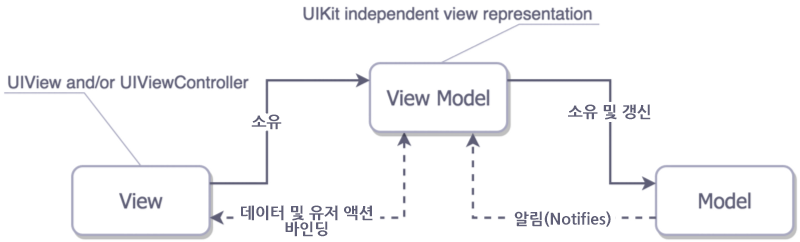 UIKit independent view representation
UIView and/or UIViewController
View Model
소유
소유 및 갱신
View
데이터 및 유저 액션
바인딩
알림(Notifies)
Model